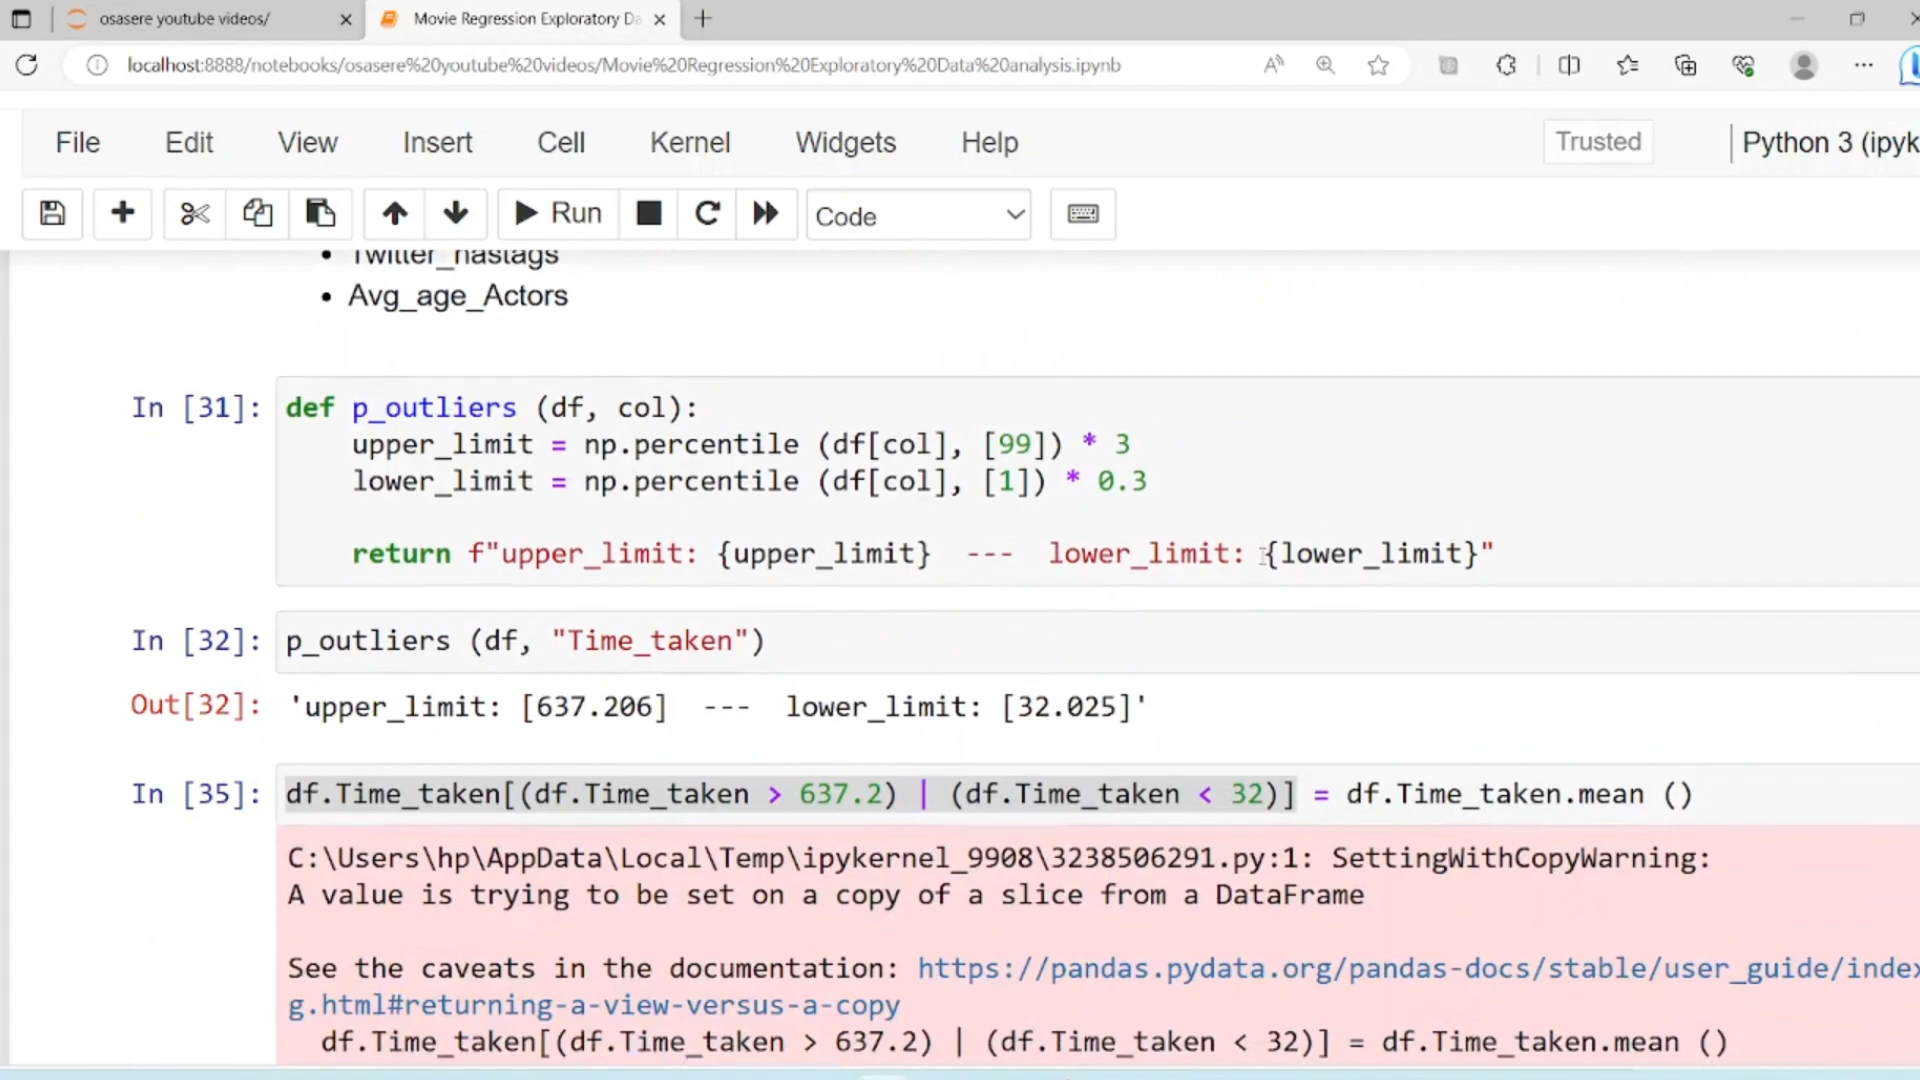 osasere youtube videos/
Movie Regression Exploratory Da
localhost:8888/notebooks/osasere%20youtube%20videos/Movie%20Regression%20Exploratory%20Data%20analysis.ipynb
File Edit View Insert Cell Kernel Widgets Help Trusted Python 3 (ipyk
Run Code
Twitter_hastags
Avg_age_Actors
In [31]: def p_outliers (df, col):
upper_limit = np.percentile (df[col], [99]) * 3
lower_limit = np.percentile (df[col], [1]) * 0.3
return f"upper_limit: {upper_limit} --- lower_limit: {lower_limit}"
In [32]: p_outliers (df, "Time_taken")
Out[32]: 'upper_limit: [637.206] --- lower_limit: [32.025]'
In [35]: df.Time_taken[(df.Time_taken > 637.2) | (df.Time_taken < 32)] = df.Time_taken.mean ()
C:\Users\hp\AppData\Local\Temp\ipykernel_9908\3238506291.py:1: SettingWithCopyWarning:
A value is trying to be set on a copy of a slice from a DataFrame
See the caveats in the documentation: https://pandas.pydata.org/pandas-docs/stable/user_guide/index
g.html#returning-a-view-versus-a-copy
df.Time_taken[(df.Time_taken > 637.2) | (df.Time_taken < 32)] = df.Time_taken.mean ()